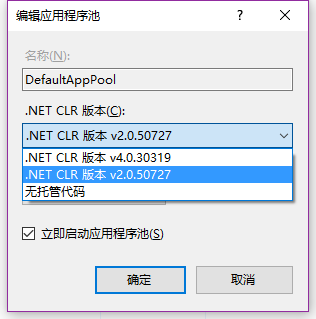 编辑应用程序池
名称(N):
DefaultAppPool
.NET CLR 版本(C):
.NET CLR 版本 v2.0.50727
.NET CLR 版本 v4.0.30319
.NET CLR 版本 v2.0.50727
无托管代码
立即启动应用程序池(S)
确定
取消